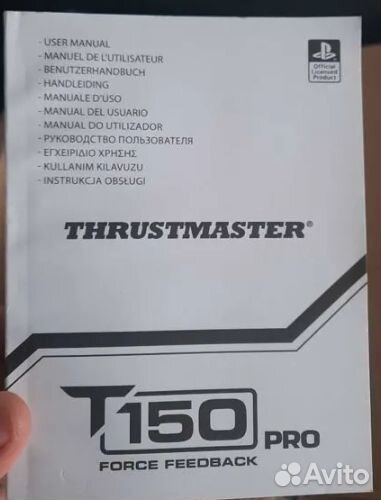 - USER MANUAL
- MANUEL DE L'UTILISATEUR
- BENUTZERHANDBUCH
- HANDLEIDING
- MANUALE D'USO
- MANUAL DEL USUARIO
- MANUAL DO UTILIZADOR
- РУКОВОДСТВО ПОЛЬЗОВАТЕЛЯ
- ΕΓΧΕΙΡΙΔΙΟ ΧΡΗΣΗΣ
- KULLANIM KILAVUZU
- INSTRUKCJA OBSŁUGI
Official
Licensed
Product
THRUSTMASTER®
T150 PRO
FORCE FEEDBACK
Avito